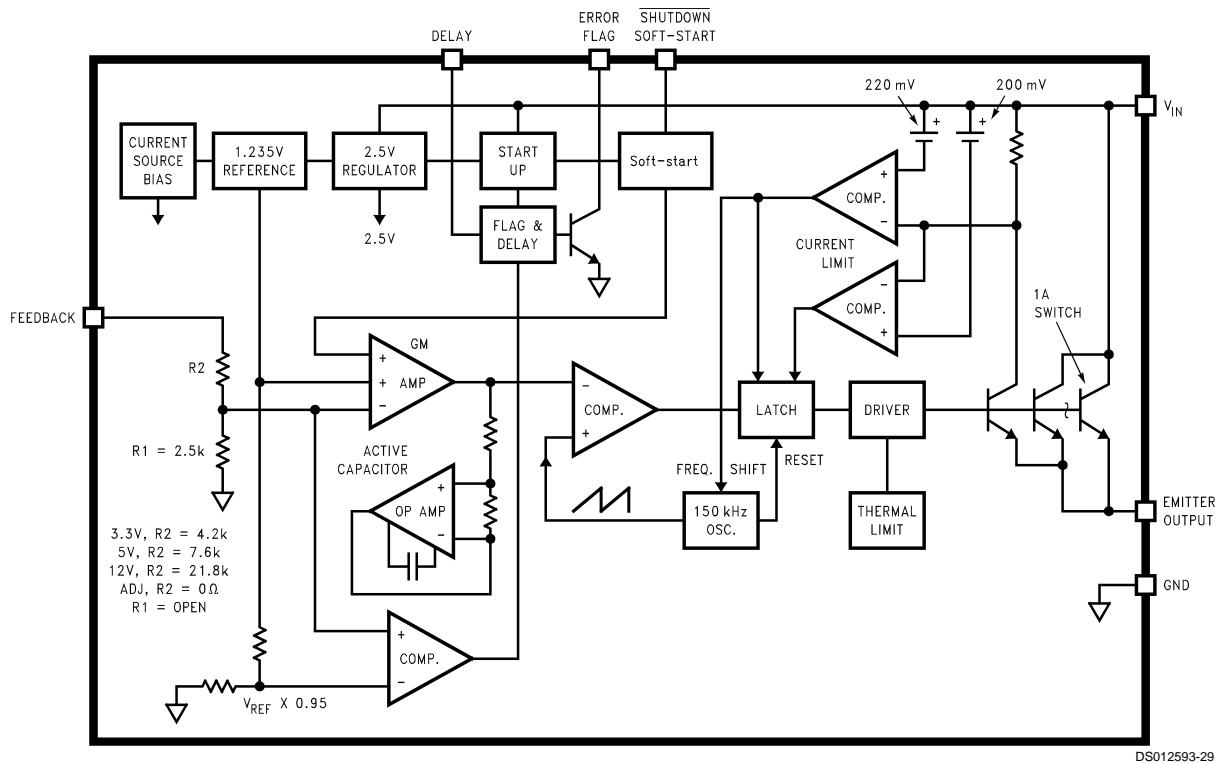 DELAY
ERROR
FLAG
SHUTDOWN
SOFT-START
220 mV
200 mV
VIN
CURRENT
SOURCE
BIAS
1.235V
REFERENCE
2.5V
REGULATOR
START
UP
Soft-start
+
+
+
COMP.
−
2.5V
FLAG &
DELAY
CURRENT
LIMIT
−
COMP.
+
1A
SWITCH
FEEDBACK
R2
GM
+
+
AMP
−
−
COMP.
+
LATCH
DRIVER
R1 = 2.5k
ACTIVE
CAPACITOR
+
OP AMP
−
FREQ. SHIFT
RESET
150 kHz
OSC.
THERMAL
LIMIT
EMITTER
OUTPUT
3.3V, R2 = 4.2k
5V, R2 = 7.6k
12V, R2 = 21.8k
ADJ, R2 = 0Ω
R1 = OPEN
GND
+
COMP.
−
VREF X 0.95
DS012593-29